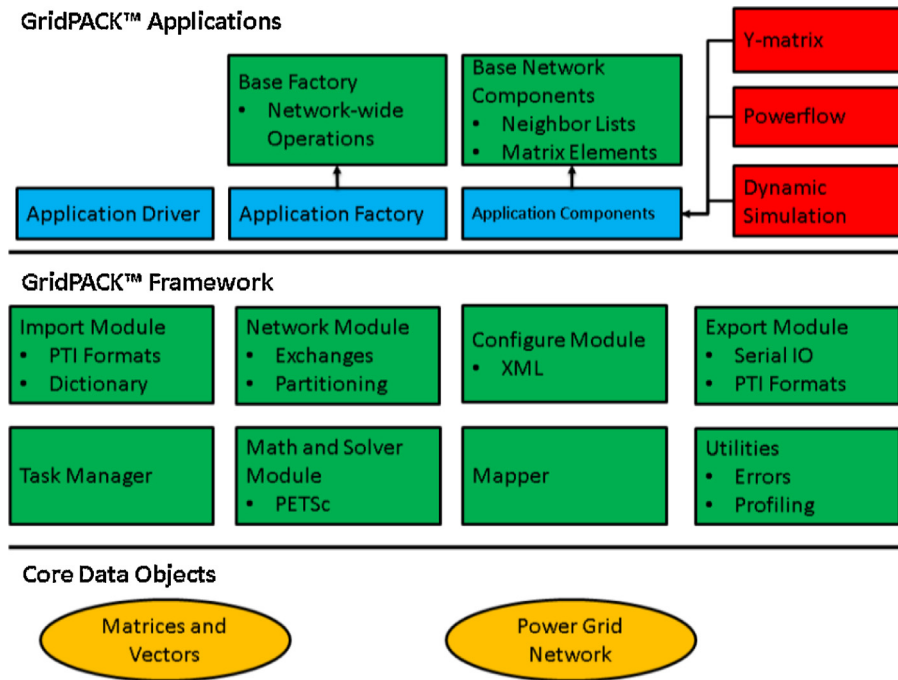 GridPACK™ Applications
Base Factory
• Network-wide
Operations
Base Network
Components
• Neighbor Lists
• Matrix Elements
Y-matrix
Powerflow
Dynamic
Simulation
Application Driver
Application Factory
Application Components
GridPACK™ Framework
Import Module
• PTI Formats
• Dictionary
Network Module
• Exchanges
• Partitioning
Configure Module
• XML
Export Module
• Serial IO
• PTI Formats
Task Manager
Math and Solver
Module
• PETSc
Mapper
Utilities
• Errors
• Profiling
Core Data Objects
Matrices and
Vectors
Power Grid
Network